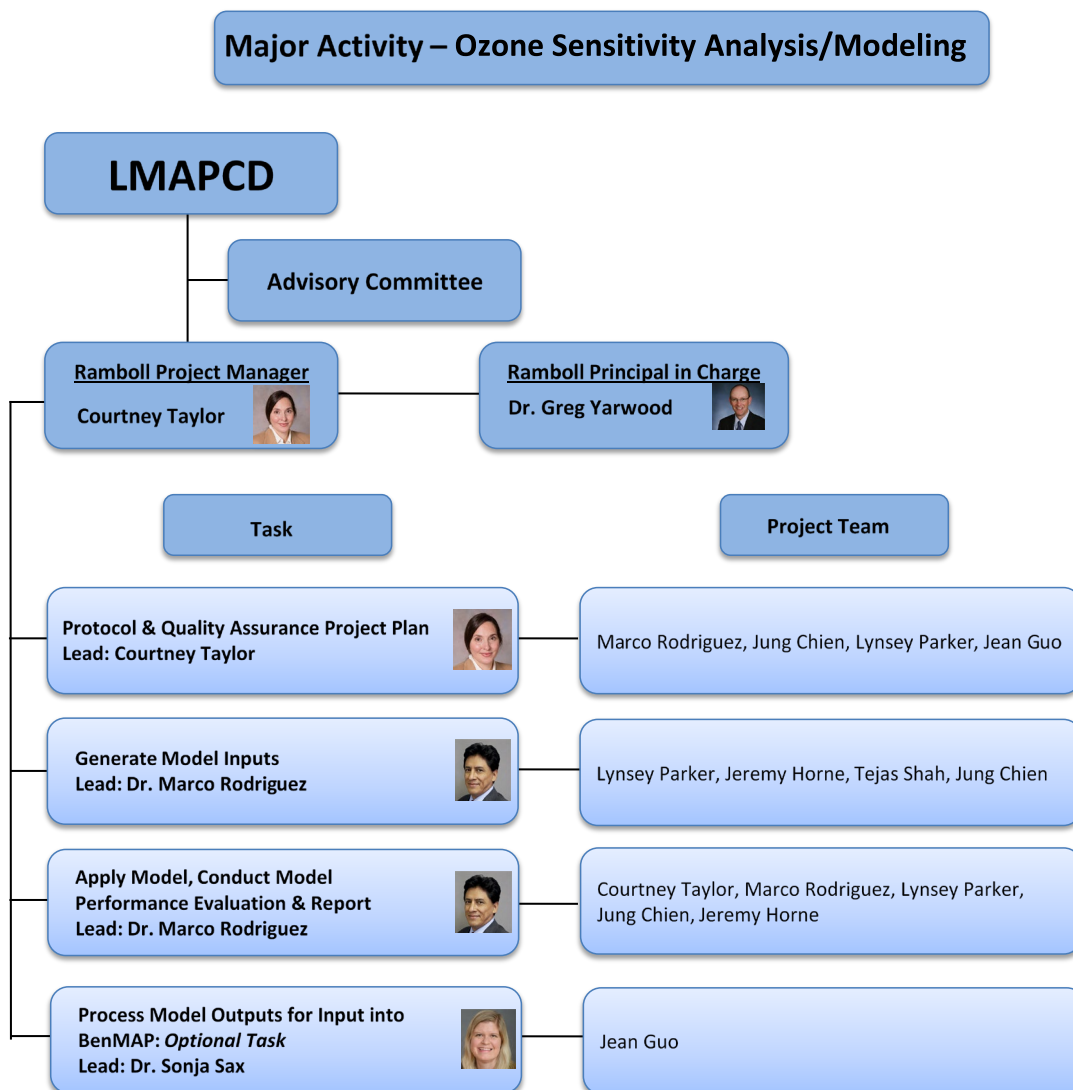 Major Activity – Ozone Sensitivity Analysis/Modeling
LMAPCD
Advisory Committee
Ramboll Project Manager
Courtney Taylor
Ramboll Principal in Charge
Dr. Greg Yarwood
Task
Project Team
Protocol & Quality Assurance Project Plan
Lead: Courtney Taylor
Marco Rodriguez, Jung Chien, Lynsey Parker, Jean Guo
Generate Model Inputs
Lead: Dr. Marco Rodriguez
Lynsey Parker, Jeremy Horne, Tejas Shah, Jung Chien
Apply Model, Conduct Model
Performance Evaluation & Report
Lead: Dr. Marco Rodriguez
Courtney Taylor, Marco Rodriguez, Lynsey Parker,
Jung Chien, Jeremy Horne
Process Model Outputs for Input into
BenMAP: Optional Task
Lead: Dr. Sonja Sax
Jean Guo